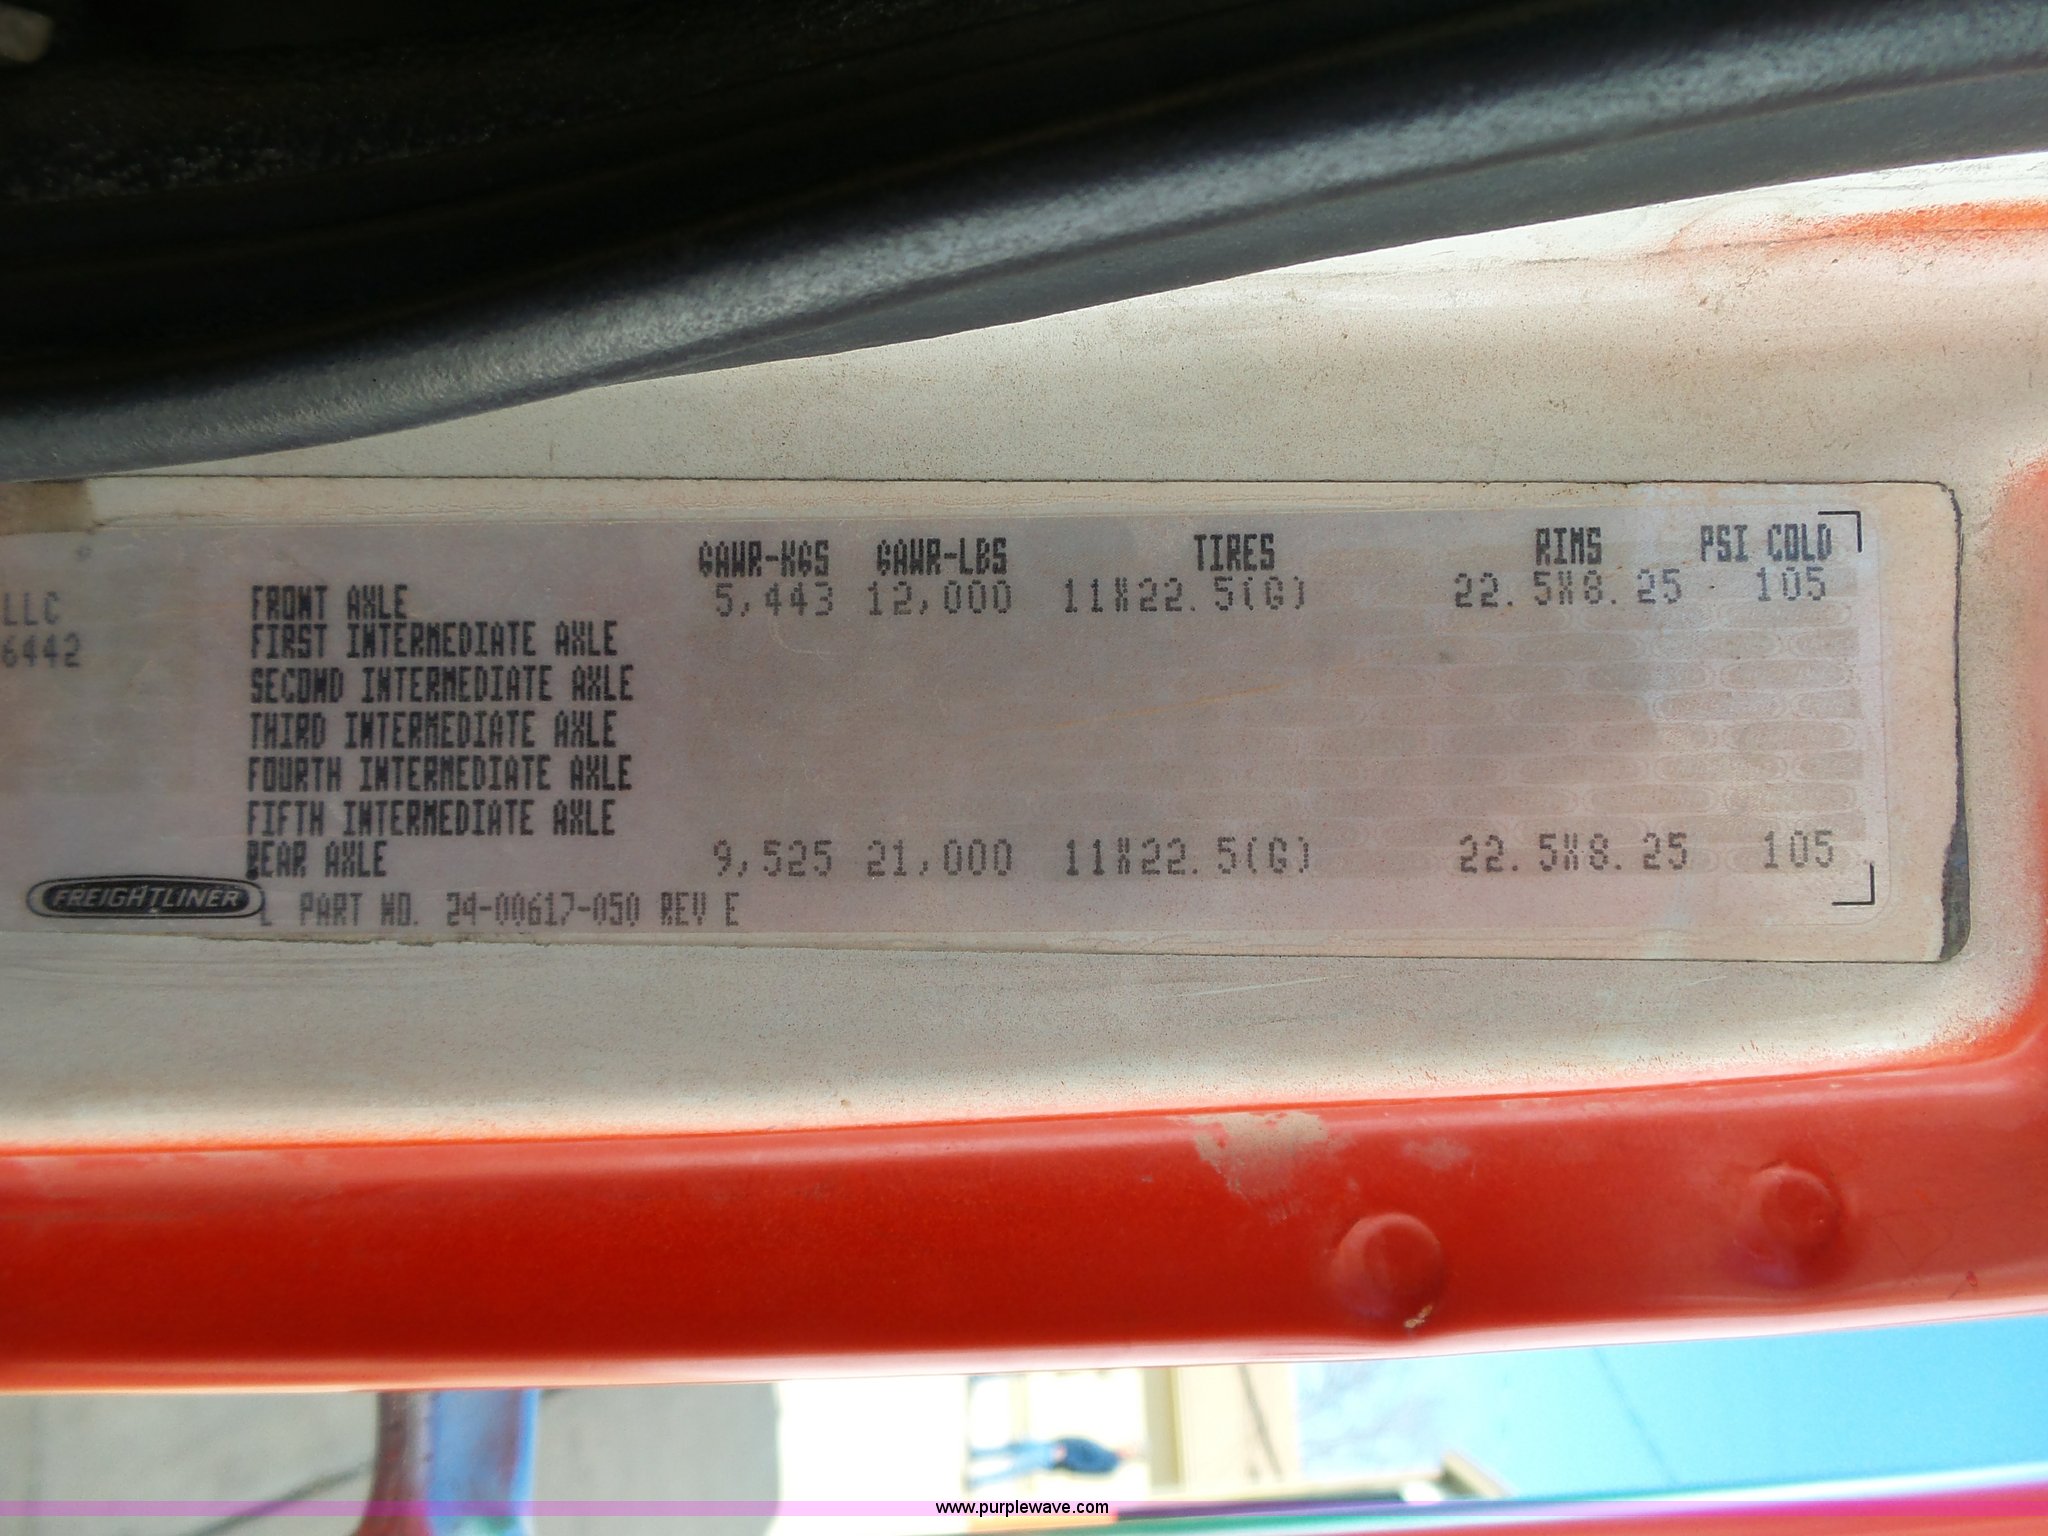 GAWR-KGS GAWR-LBS TIRES RIMS PSI COLD
LLC FRONT AXLE 5,443 12,000 11X22.5(G) 22.5X8.25 105
6442 FIRST INTERMEDIATE AXLE
SECOND INTERMEDIATE AXLE
THIRD INTERMEDIATE AXLE
FOURTH INTERMEDIATE AXLE
FIFTH INTERMEDIATE AXLE
REAR AXLE 9,525 21,000 11X22.5(G) 22.5X8.25 105
FREIGHTLINER L PART NO. 24-00617-050 REV E
www.purplewave.com